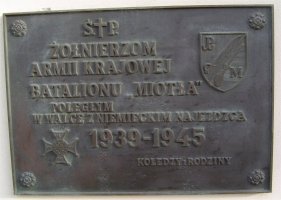 Ś†P.
ŻOŁNIERZOM
ARMII KRAJOWEJ
BATALIONU „MIOTŁA”
POLEGŁYM
W WALCE Z NIEMIECKIM NAJEŹDŹCĄ
1939-1945
KOLEDZY i RODZINY